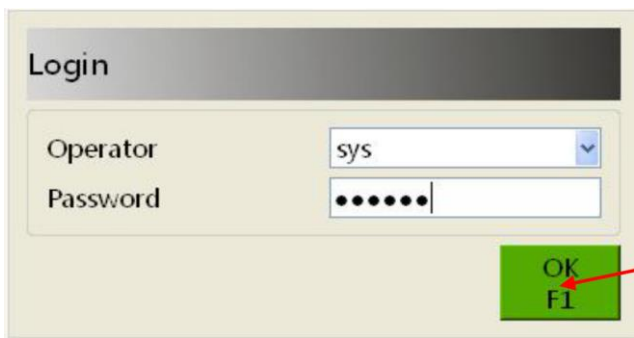 Login
Operator sys
Password ••••••
OK
F1